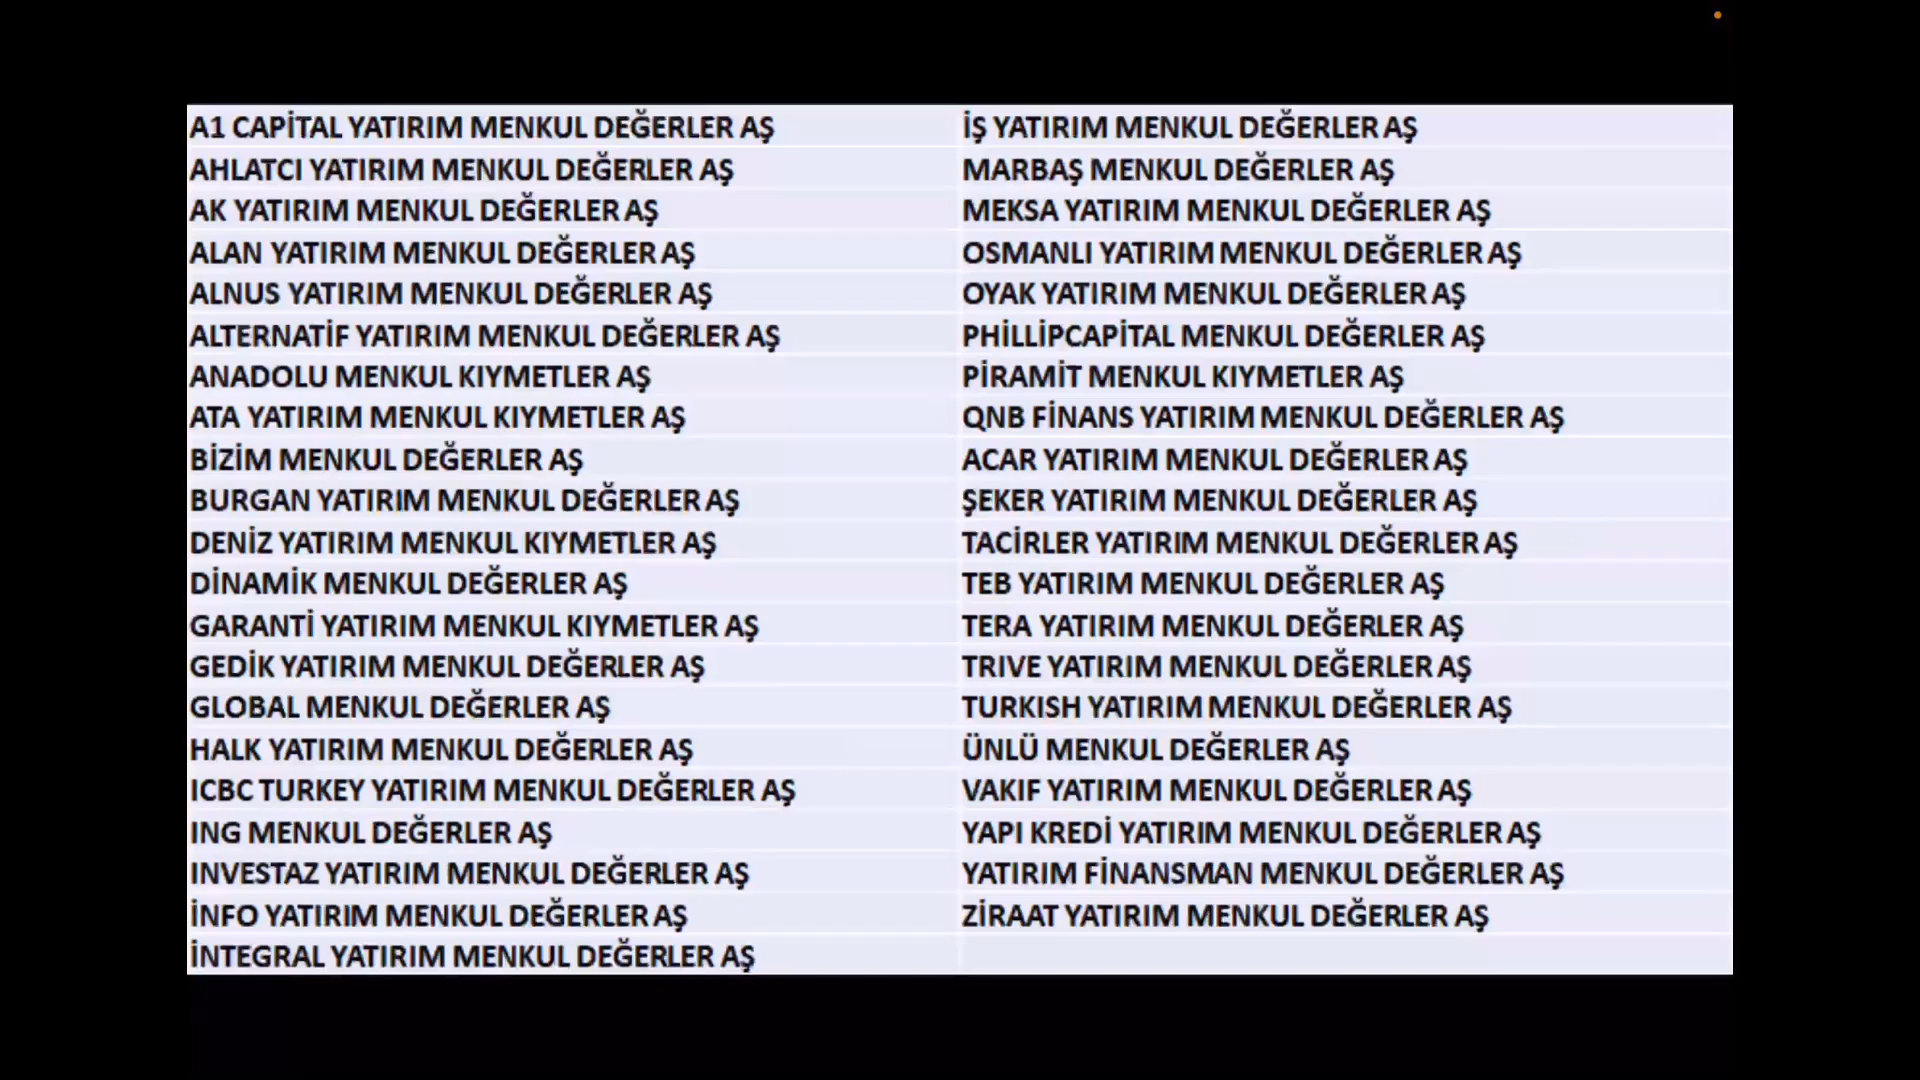 A1 CAPİTAL YATIRIM MENKUL DEĞERLER AŞ
AHLATCI YATIRIM MENKUL DEĞERLER AŞ
AK YATIRIM MENKUL DEĞERLER AŞ
ALAN YATIRIM MENKUL DEĞERLER AŞ
ALNUS YATIRIM MENKUL DEĞERLER AŞ
ALTERNATİF YATIRIM MENKUL DEĞERLER AŞ
ANADOLU MENKUL KIYMETLER AŞ
ATA YATIRIM MENKUL KIYMETLER AŞ
BİZİM MENKUL DEĞERLER AŞ
BURGAN YATIRIM MENKUL DEĞERLER AŞ
DENİZ YATIRIM MENKUL KIYMETLER AŞ
DİNAMİK MENKUL DEĞERLER AŞ
GARANTİ YATIRIM MENKUL KIYMETLER AŞ
GEDİK YATIRIM MENKUL DEĞERLER AŞ
GLOBAL MENKUL DEĞERLER AŞ
HALK YATIRIM MENKUL DEĞERLER AŞ
ICBC TURKEY YATIRIM MENKUL DEĞERLER AŞ
ING MENKUL DEĞERLER AŞ
INVESTAZ YATIRIM MENKUL DEĞERLER AŞ
İNFO YATIRIM MENKUL DEĞERLER AŞ
İNTEGRAL YATIRIM MENKUL DEĞERLER AŞ
İŞ YATIRIM MENKUL DEĞERLER AŞ
MARBAŞ MENKUL DEĞERLER AŞ
MEKSA YATIRIM MENKUL DEĞERLER AŞ
OSMANLI YATIRIM MENKUL DEĞERLER AŞ
OYAK YATIRIM MENKUL DEĞERLER AŞ
PHİLLİPCAPİTAL MENKUL DEĞERLER AŞ
PİRAMİT MENKUL KIYMETLER AŞ
QNB FİNANS YATIRIM MENKUL DEĞERLER AŞ
ACAR YATIRIM MENKUL DEĞERLER AŞ
ŞEKER YATIRIM MENKUL DEĞERLER AŞ
TACİRLER YATIRIM MENKUL DEĞERLER AŞ
TEB YATIRIM MENKUL DEĞERLER AŞ
TERA YATIRIM MENKUL DEĞERLER AŞ
TRIVE YATIRIM MENKUL DEĞERLER AŞ
TURKISH YATIRIM MENKUL DEĞERLER AŞ
ÜNLÜ MENKUL DEĞERLER AŞ
VAKIF YATIRIM MENKUL DEĞERLER AŞ
YAPI KREDİ YATIRIM MENKUL DEĞERLER AŞ
YATIRIM FİNANSMAN MENKUL DEĞERLER AŞ
ZİRAAT YATIRIM MENKUL DEĞERLER AŞ